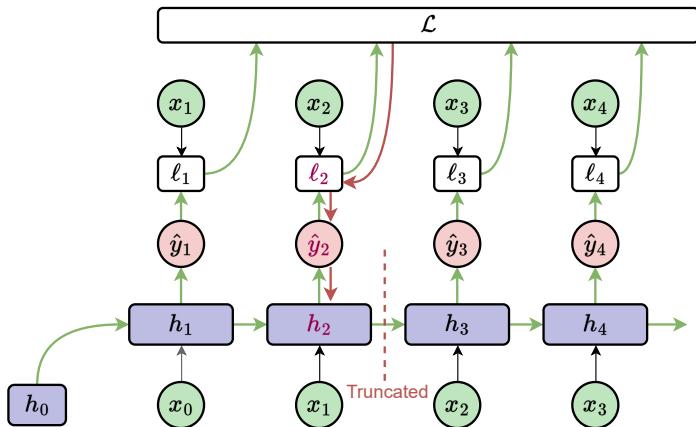 ℒ
x₁ x₂ x₃ x₄
ℓ₁ ℓ₂ ℓ₃ ℓ₄
ŷ₁ ŷ₂ ŷ₃ ŷ₄
h₁ h₂ h₃ h₄
Truncated
h₀ x₀ x₁ x₂ x₃